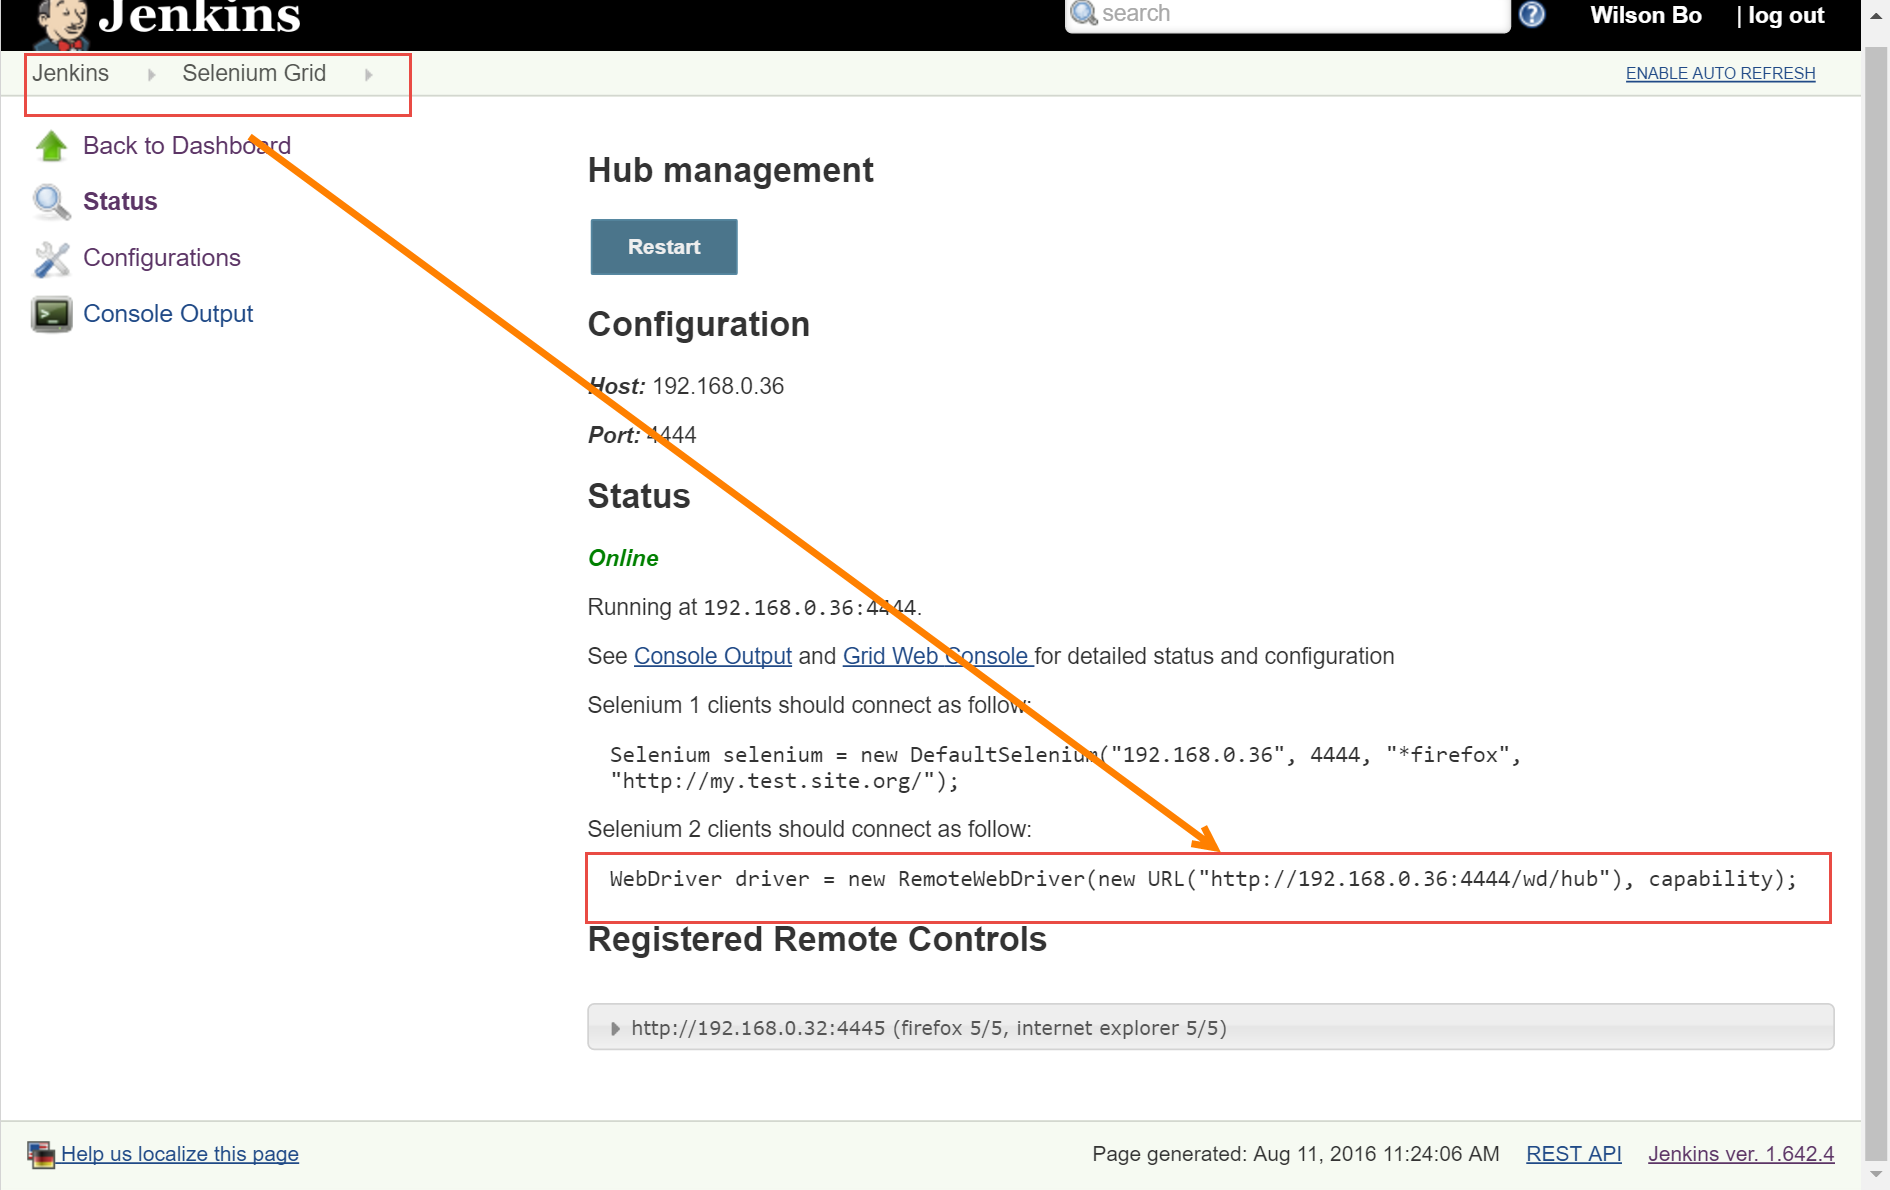 Jenkins
search
Wilson Bo | log out
Jenkins Selenium Grid
ENABLE AUTO REFRESH
Back to Dashboard
Status
Configurations
Console Output
Hub management
Restart
Configuration
Host: 192.168.0.36
Port: 4444
Status
Online
Running at 192.168.0.36:4444.
See Console Output and Grid Web Console for detailed status and configuration
Selenium 1 clients should connect as follow:
Selenium selenium = new DefaultSelenium("192.168.0.36", 4444, "*firefox",
"http://my.test.site.org/");
Selenium 2 clients should connect as follow:
WebDriver driver = new RemoteWebDriver(new URL("http://192.168.0.36:4444/wd/hub"), capability);
Registered Remote Controls
http://192.168.0.32:4445 (firefox 5/5, internet explorer 5/5)
Help us localize this page
Page generated: Aug 11, 2016 11:24:06 AM REST API Jenkins ver. 1.642.4